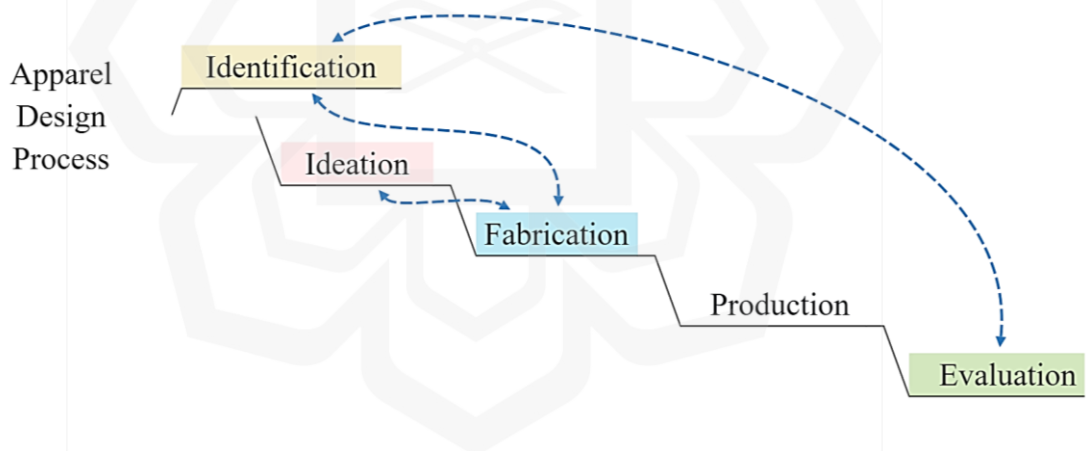 Apparel
Design
Process
Identification
Ideation
Fabrication
Production
Evaluation